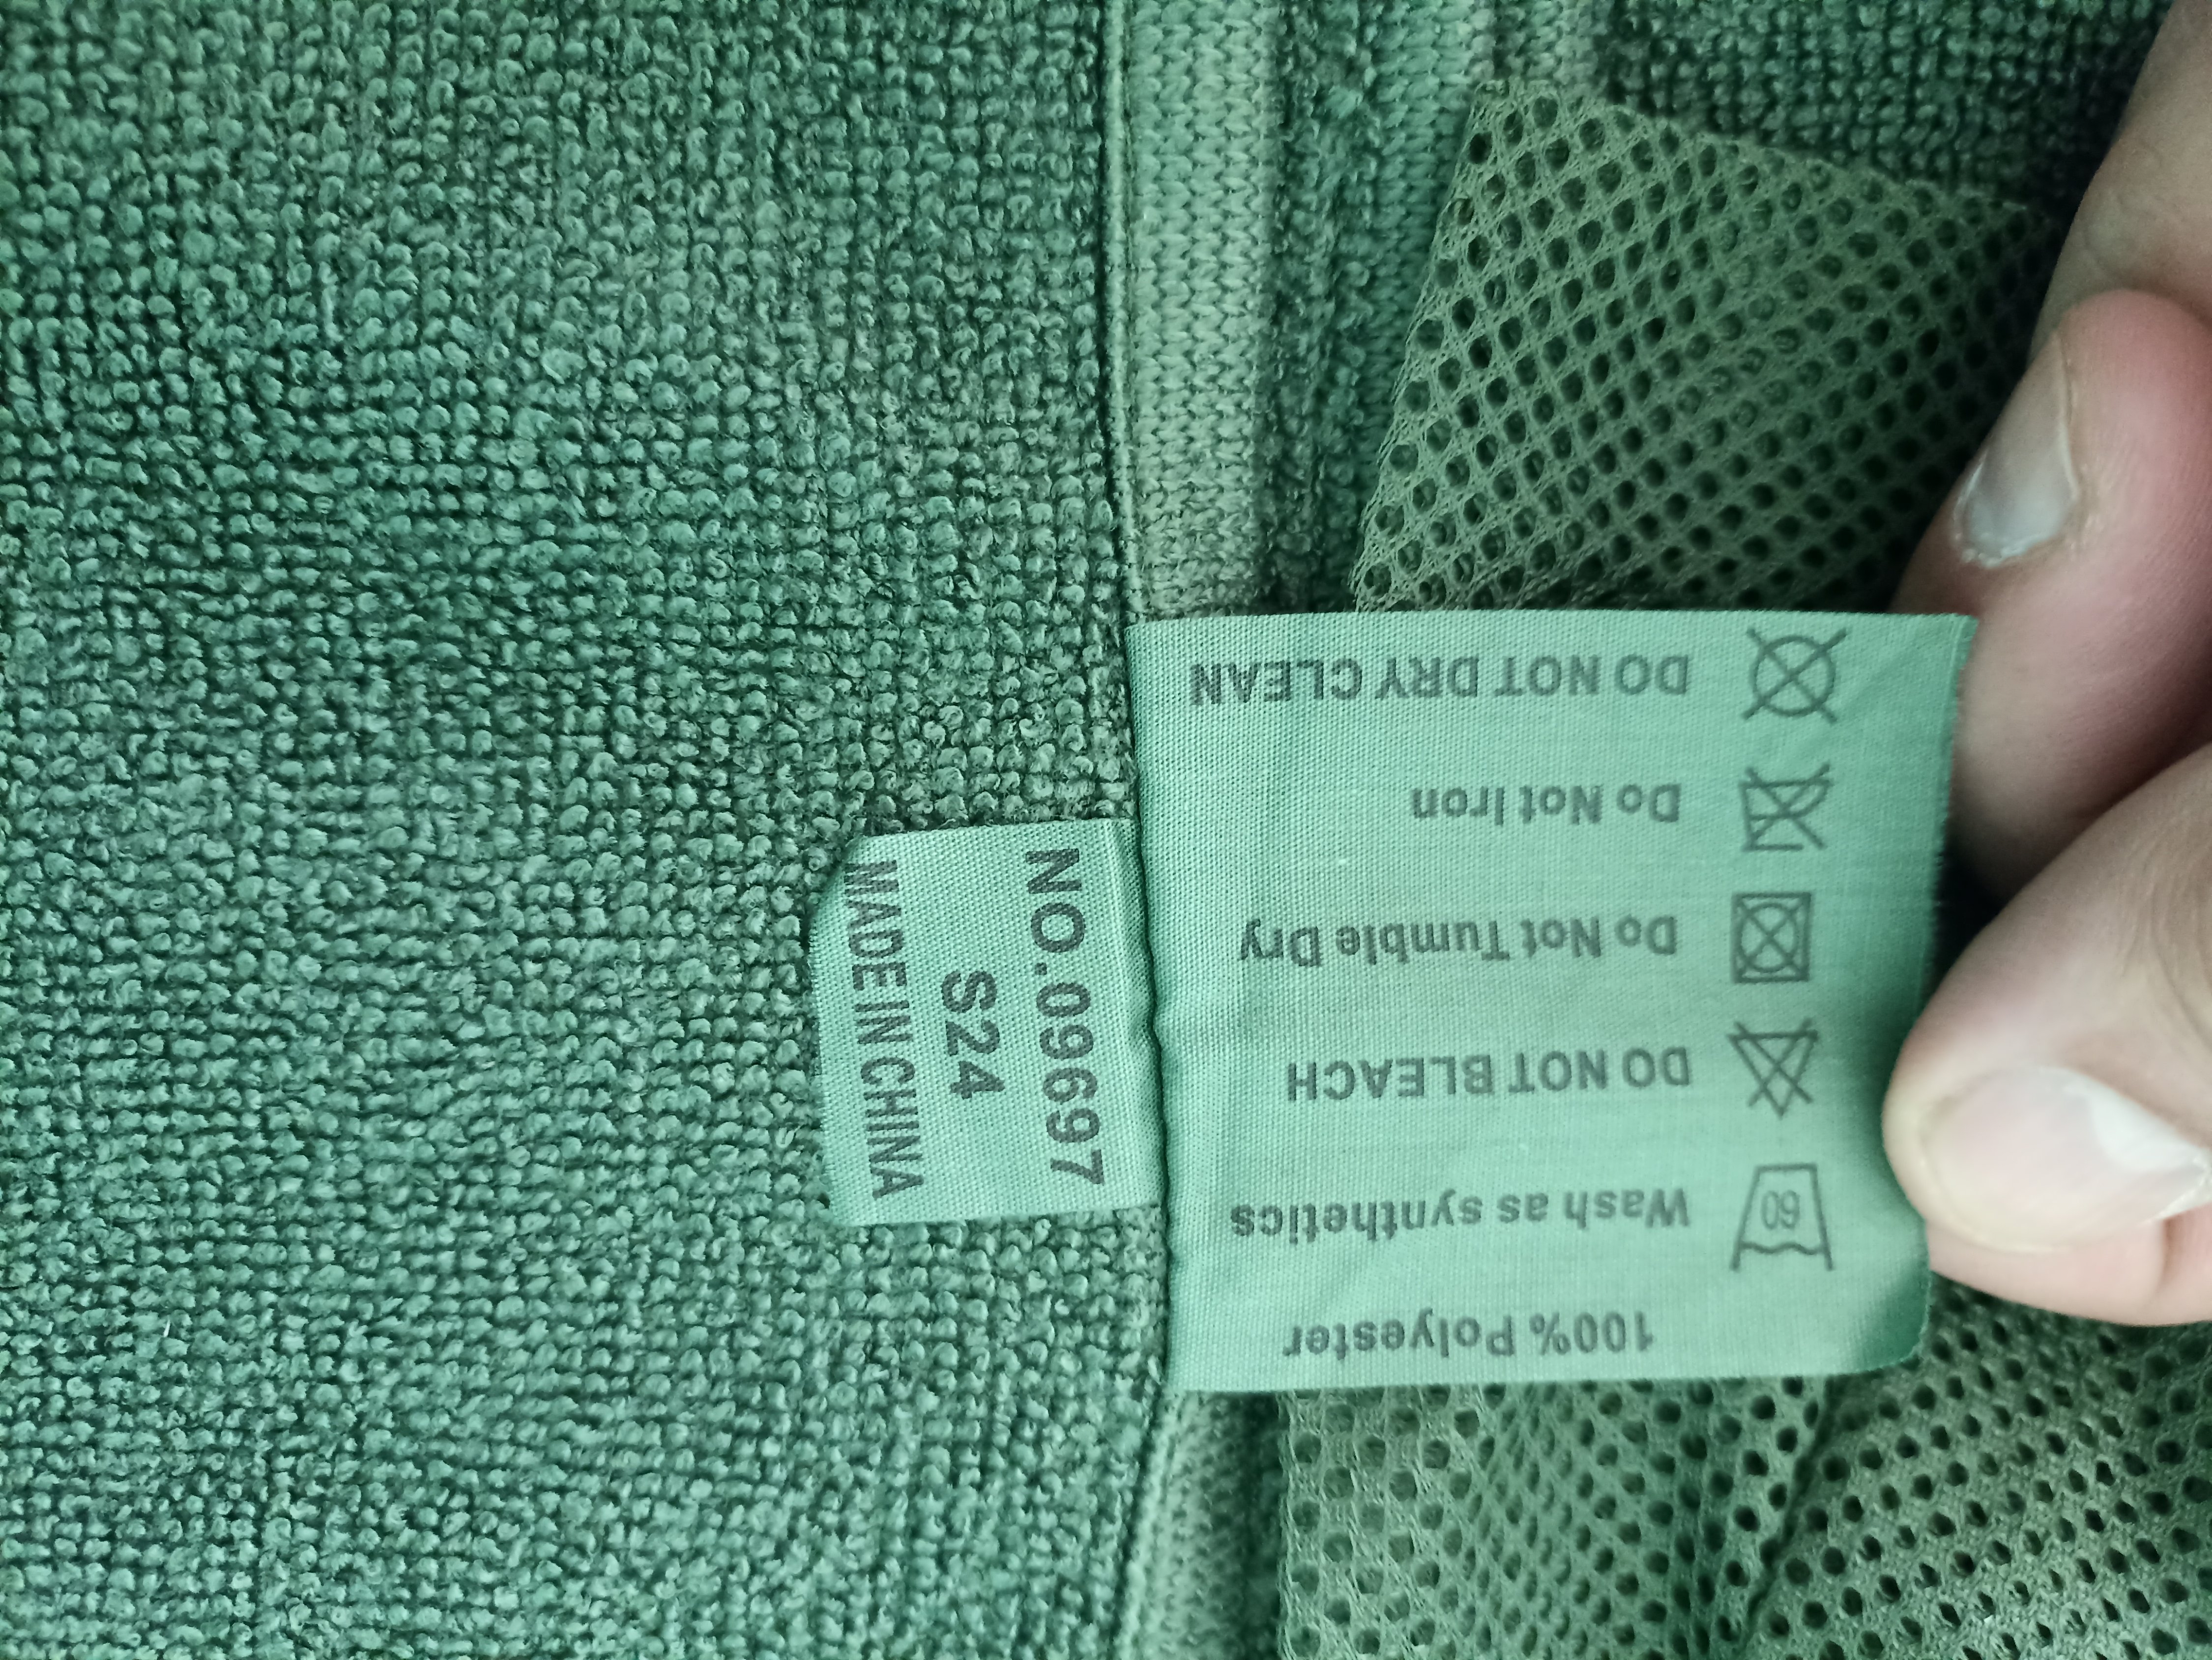 100% Polyester
60
Wash as synthetics
DO NOT BLEACH
Do Not Tumble Dry
Do Not Iron
DO NOT DRY CLEAN
NO.09697
S24
MADE IN CHINA